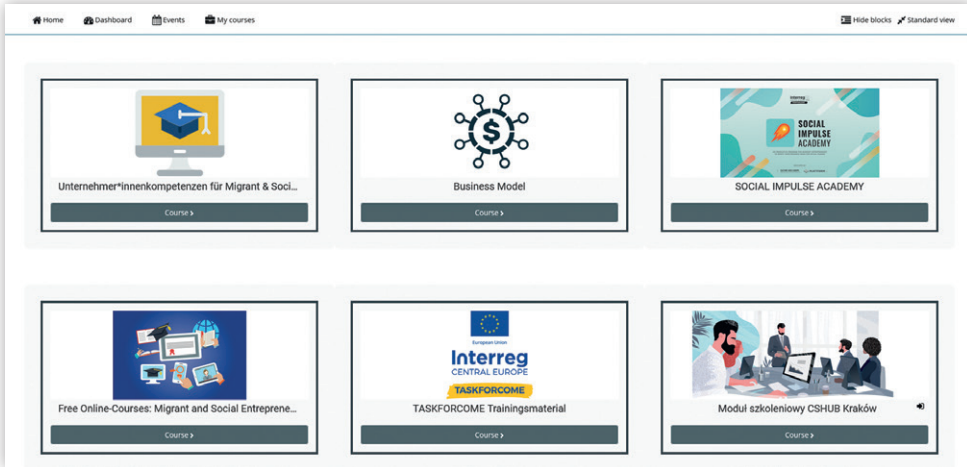 Home Dashboard Events My courses Hide blocks Standard view
Unternehmer*innenkompetenzen für Migrant & Soci...
Course
Business Model
Course
Interreg
SOCIAL
IMPULSE
ACADEMY
SOCIAL IMPULSE ACADEMY
Course
Free Online-Courses: Migrant and Social Entreprene...
Course
European Union
Interreg
CENTRAL EUROPE
TASKFORCOME
TASKFORCOME Trainingsmaterial
Course
Moduł szkoleniowy CSHUB Kraków
Course